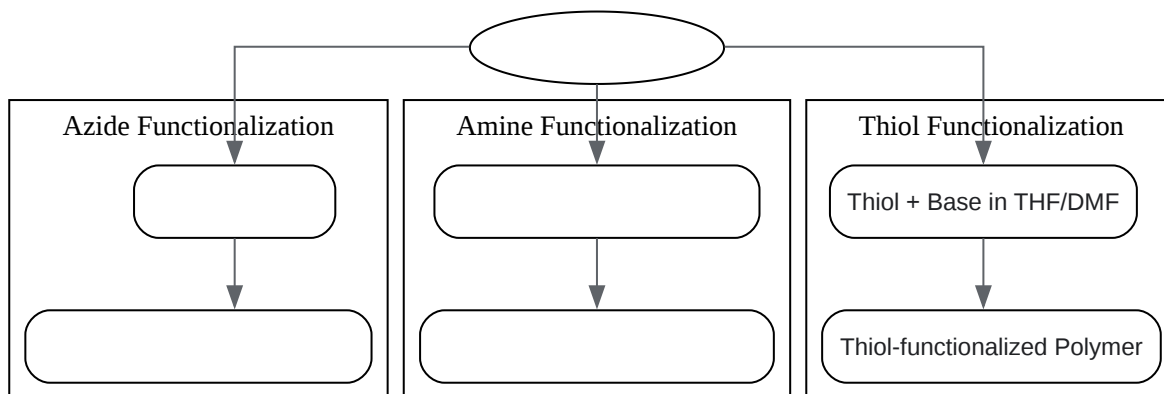 Azide Functionalization
Amine Functionalization
Thiol Functionalization
Thiol + Base in THF/DMF
Thiol-functionalized Polymer